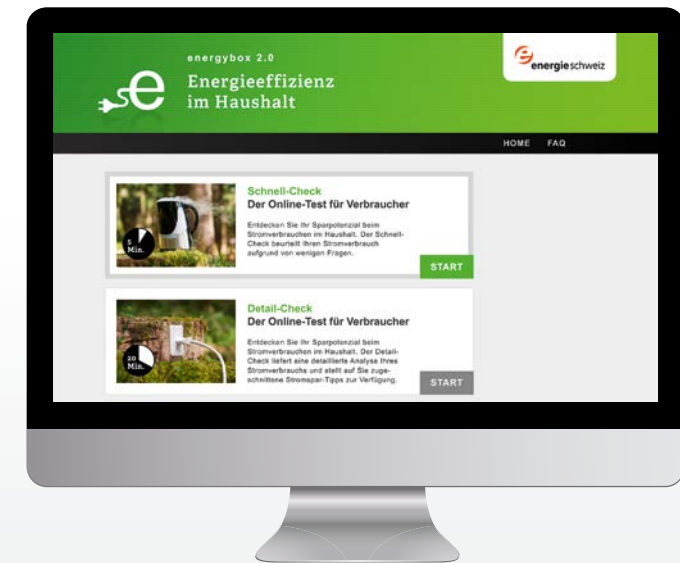 energybox 2.0
Energieeffizienz
im Haushalt
energieschweiz
HOME FAQ
Schnell-Check
Der Online-Test für Verbraucher
Entdecken Sie Ihr Sparpotenzial beim
Stromverbrauchen im Haushalt. Der Schnell-
Check beurteilt Ihren Stromverbrauch
aufgrund von wenigen Fragen.
5
Min.
START
Detail-Check
Der Online-Test für Verbraucher
Entdecken Sie Ihr Sparpotenzial beim
Stromverbrauchen im Haushalt. Der Detail-
Check liefert eine detaillierte Analyse Ihres
Stromverbrauchs und stellt auf Sie zuge-
schnittene Stromspar-Tipps zur Verfügung.
20
Min.
START